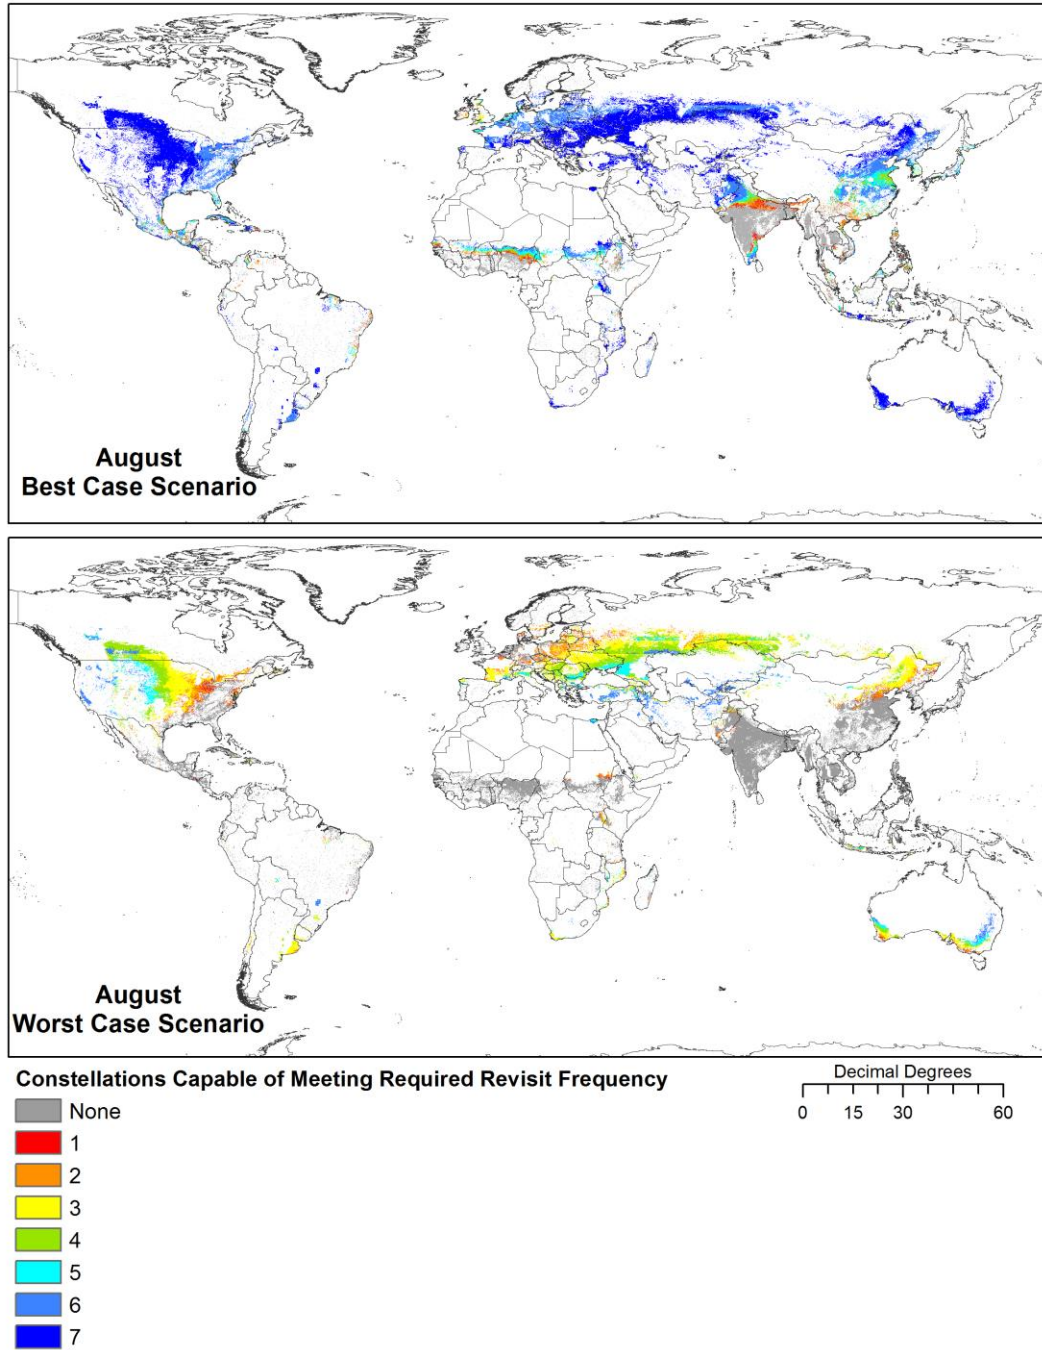 August
Best Case Scenario
August
Worst Case Scenario
Constellations Capable of Meeting Required Revisit Frequency
None
1
2
3
4
5
6
7
Decimal Degrees
0 15 30 60